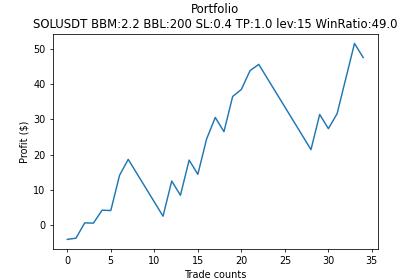 Portfolio
SOLUSDT BBM:2.2 BBL:200 SL:0.4 TP:1.0 lev:15 WinRatio:49.0
Profit ($)
50
40
30
20
10
0
0 5 10 15 20 25 30 35
Trade counts